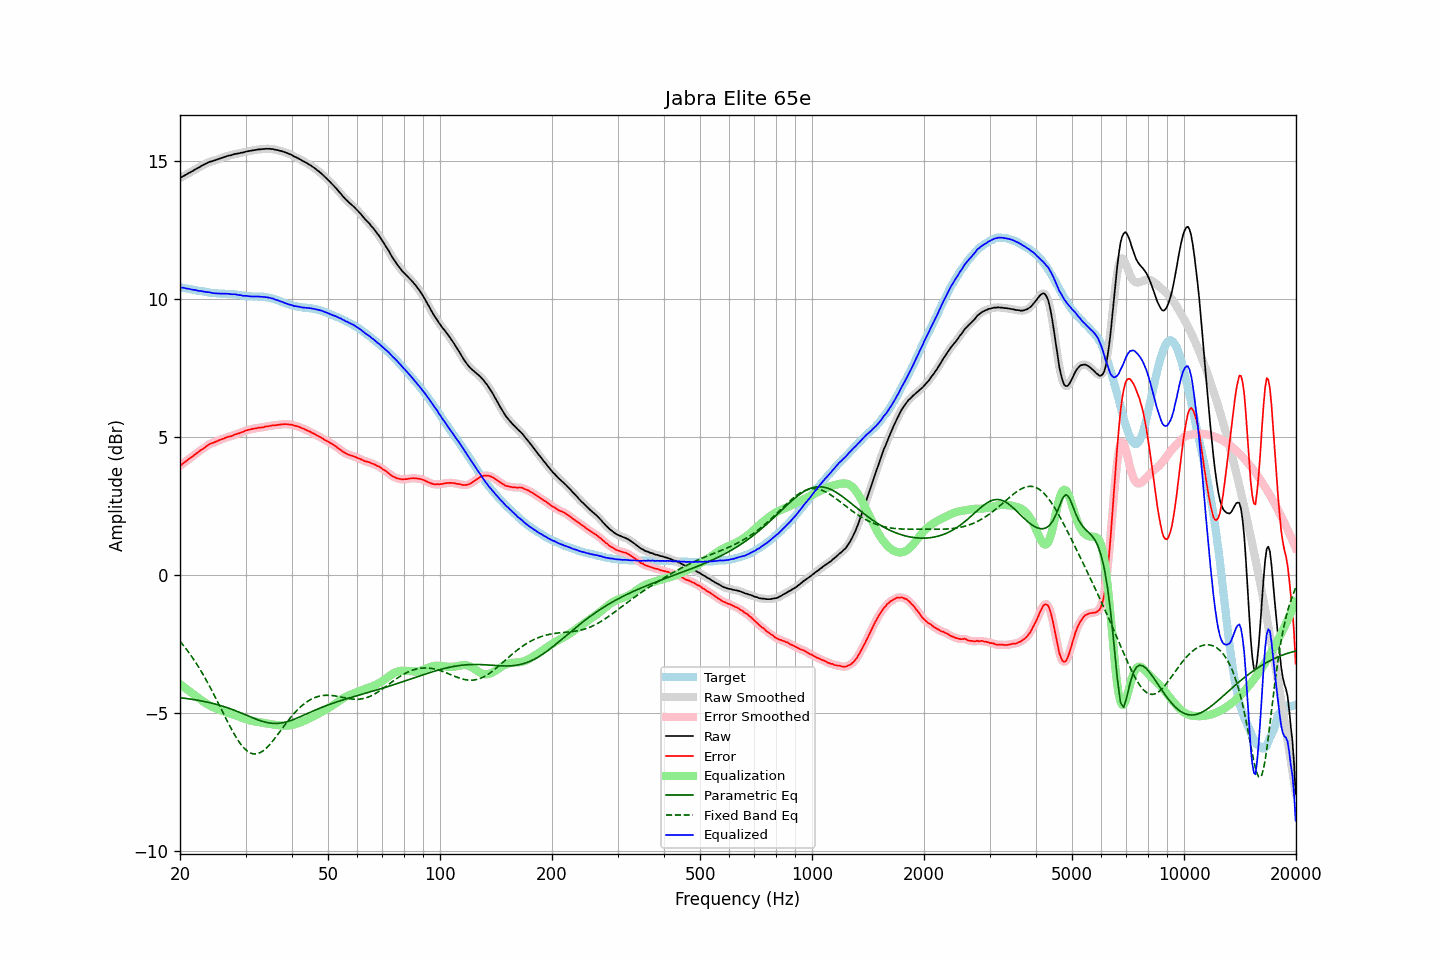 Jabra Elite 65e
Amplitude (dBr)
15
10
5
0
−5
−10
Target
Raw Smoothed
Error Smoothed
Raw
Error
Equalization
Parametric Eq
Fixed Band Eq
Equalized
20
50
100
200
500
1000
2000
5000
10000
20000
Frequency (Hz)